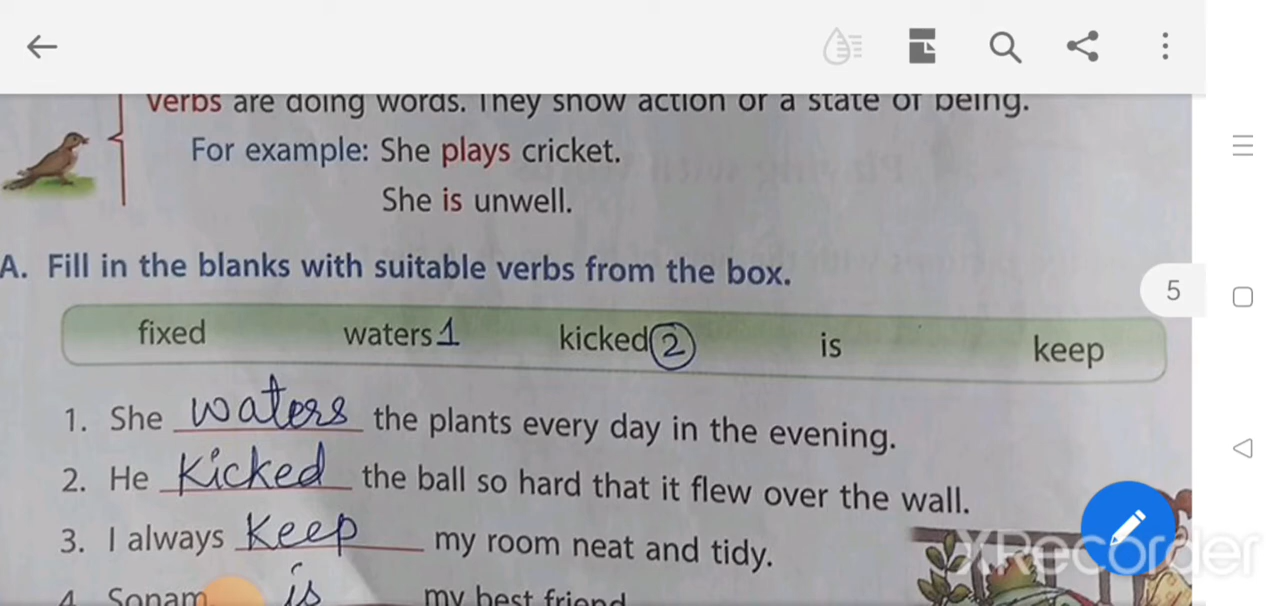 Verbs are doing words. They show action or a state of being.
For example: She plays cricket.
She is unwell.
A. Fill in the blanks with suitable verbs from the box.
5
fixed waters 1 kicked 2 is keep
1. She waters the plants every day in the evening.
2. He kicked the ball so hard that it flew over the wall.
3. I always keep my room neat and tidy.
XRecorder
4. Sonam is my best friend